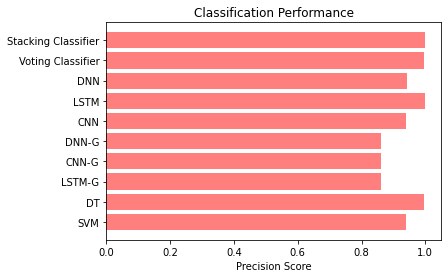 Classification Performance
Stacking Classifier
Voting Classifier
DNN
LSTM
CNN
DNN-G
CNN-G
LSTM-G
DT
SVM
0.0 0.2 0.4 0.6 0.8 1.0
Precision Score